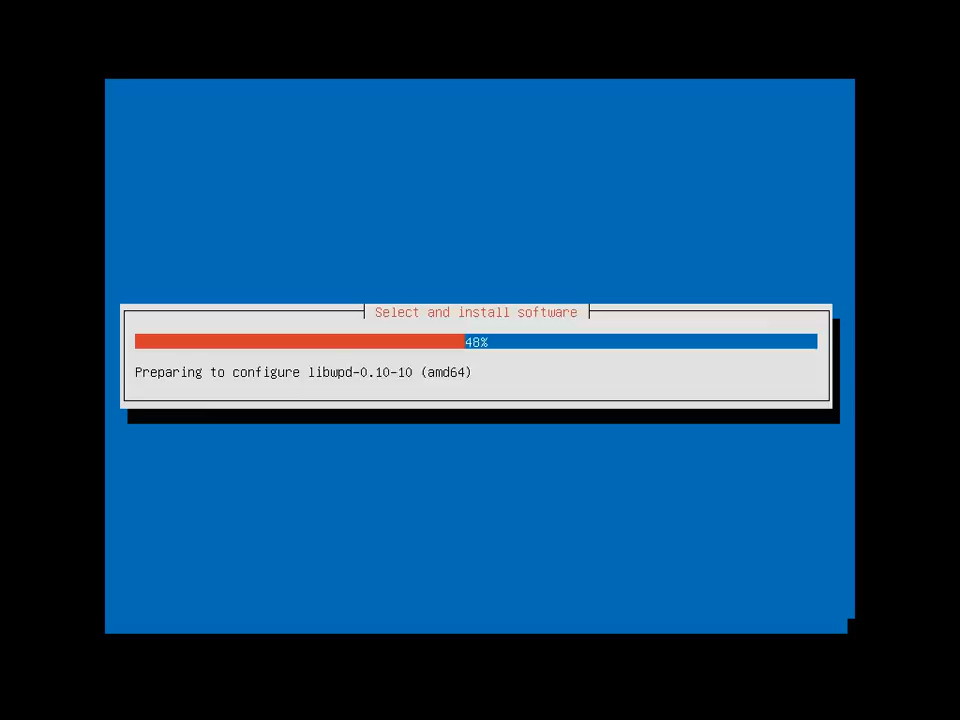 Select and install software
48%
Preparing to configure libwpd-0.10-10 (amd64)